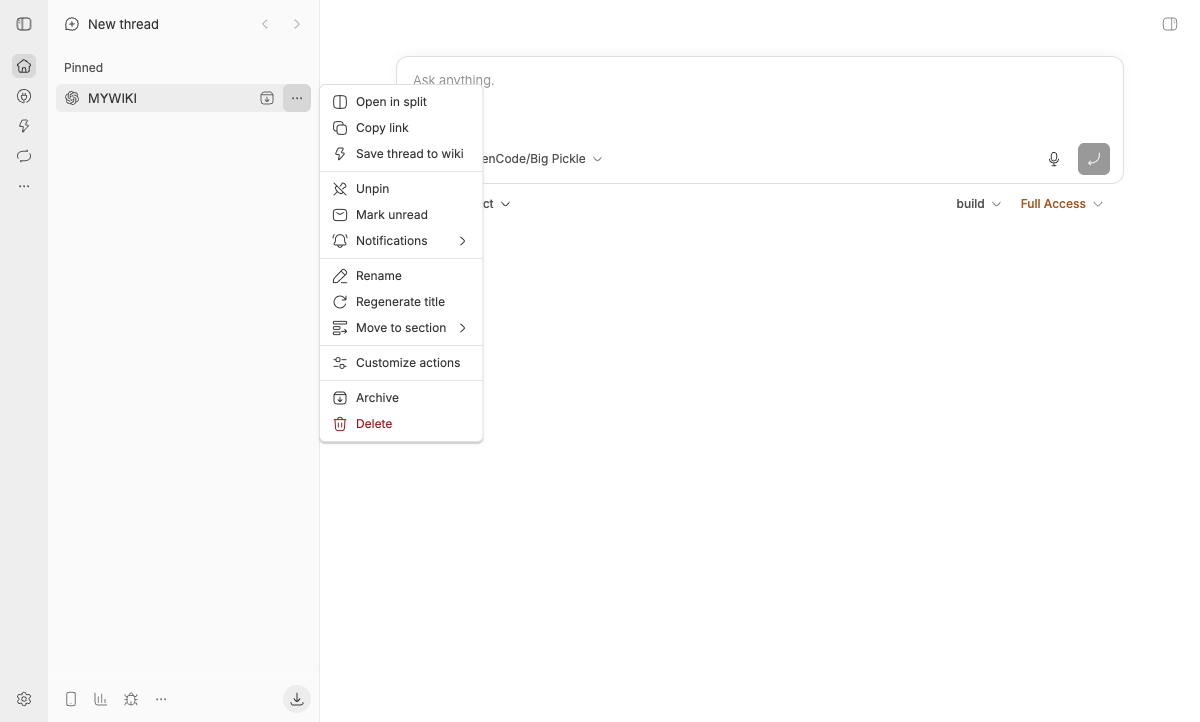 New thread
Pinned
MYWIKI
Ask anything.
Open in split
Copy link
Save thread to wiki
Unpin
Mark unread
Notifications
Rename
Regenerate title
Move to section
Customize actions
Archive
Delete
enCode/Big Pickle
ct
build
Full Access